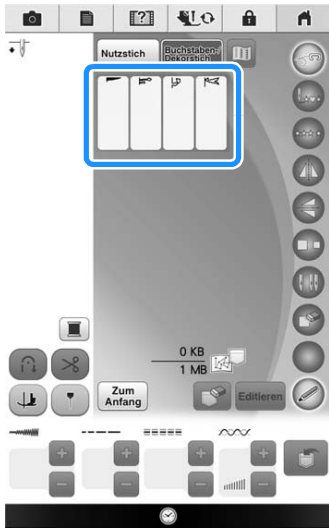 Nutzstich
Buchstaben-/
Dekorstich
0 KB
1 MB
Zum
Anfang
Editieren